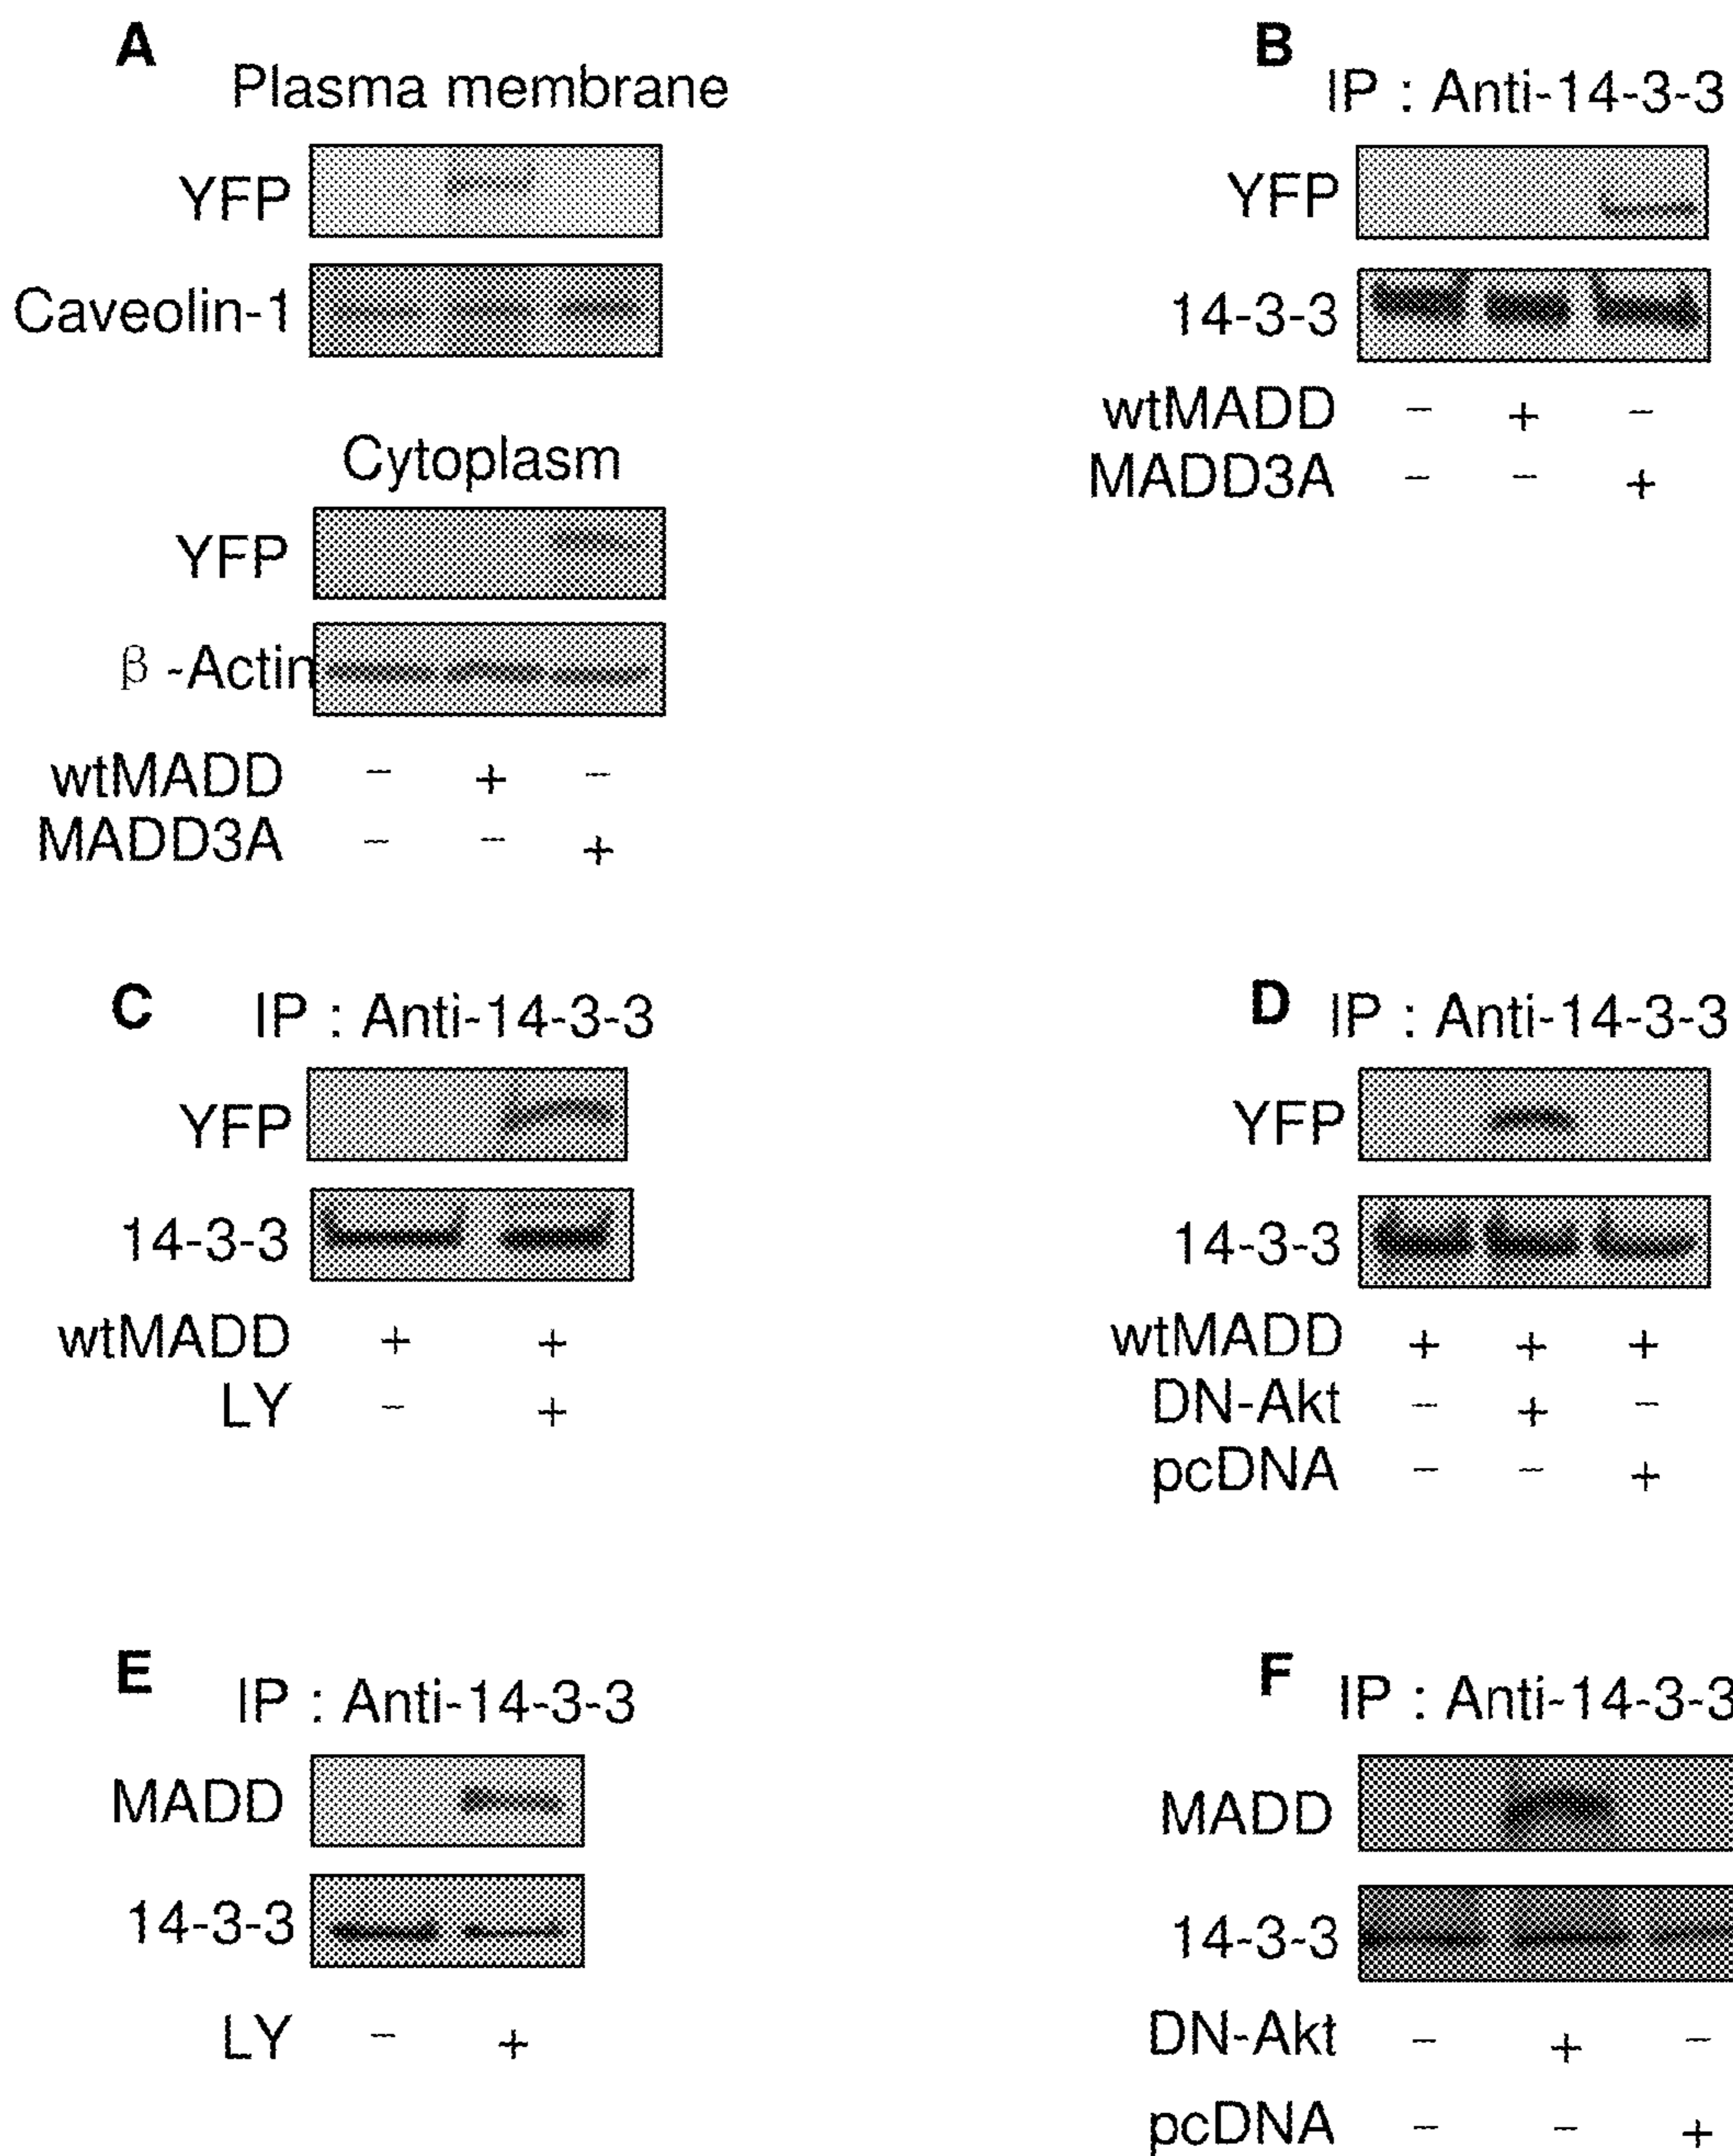 A
Plasma membrane
YFP
Caveolin-1
Cytoplasm
YFP
β -Actin
wtMADD - + -
MADD3A - - +
B
IP : Anti-14-3-3
YFP
14-3-3
wtMADD - + -
MADD3A - - +
C
IP : Anti-14-3-3
YFP
14-3-3
wtMADD + +
LY - +
D
IP : Anti-14-3-3
YFP
14-3-3
wtMADD + + +
DN-Akt - + -
pcDNA - - +
E
IP : Anti-14-3-3
MADD
14-3-3
LY - +
F
IP : Anti-14-3-3
MADD
14-3-3
DN-Akt - + -
pcDNA - - +